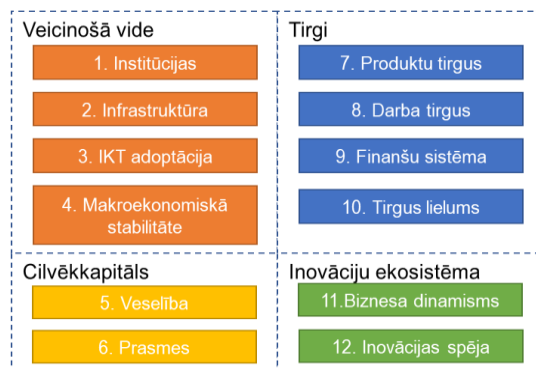 Veicinošā vide
1. Institūcijas
2. Infrastruktūra
3. IKT adoptācija
4. Makroekonomiskā
stabilitāte
Tirgi
7. Produktu tirgus
8. Darba tirgus
9. Finanšu sistēma
10. Tirgus lielums
Cilvēkkapitāls
5. Veselība
6. Prasmes
Inovāciju ekosistēma
11.Biznesa dinamisms
12. Inovācijas spēja